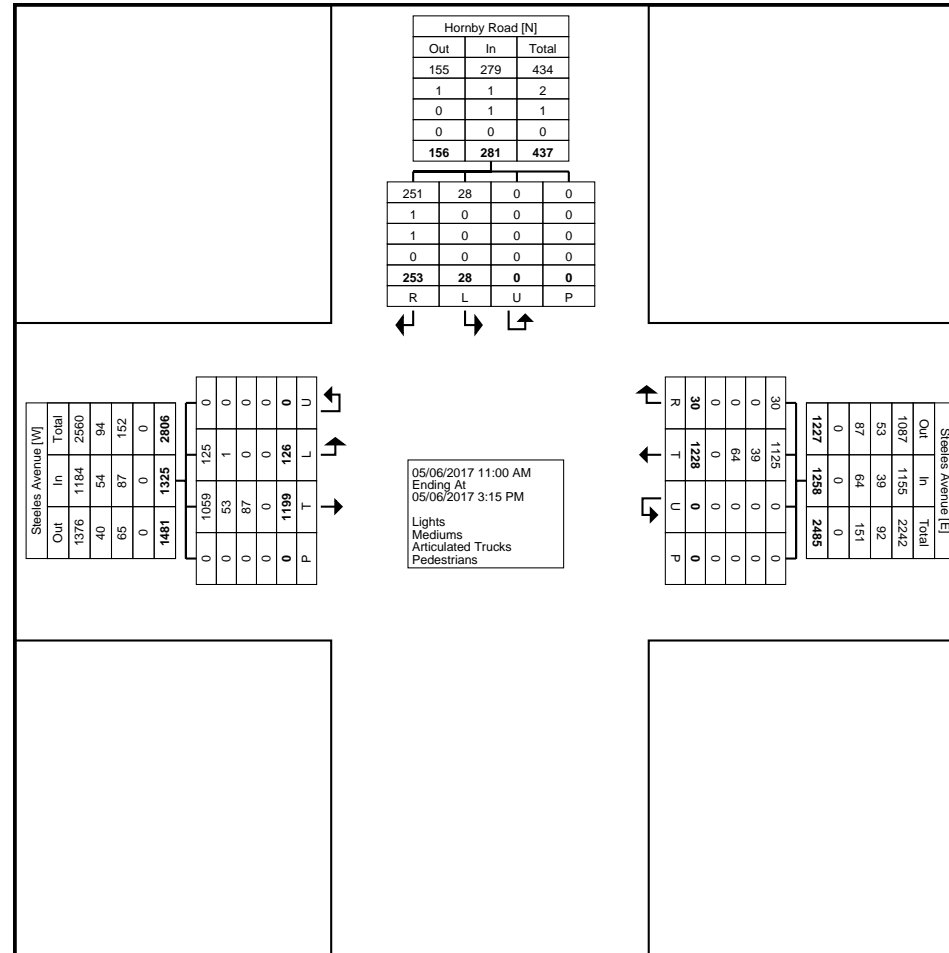 Hornby Road [N]
Out In Total
155 279 434
1 1 2
0 1 1
0 0 0
156 281 437
251 28 0 0
1 0 0 0
1 0 0 0
0 0 0 0
253 28 0 0
R L U P
Steeles Avenue [W]
Total In Out
2560 1184 1376
94 54 40
152 87 65
0 0 0
2806 1325 1481
0 125 1059 0
0 1 53 0
0 0 87 0
0 0 0 0
0 126 1199 0
U L T P
05/06/2017 11:00 AM
Ending At
05/06/2017 3:15 PM
Lights
Mediums
Articulated Trucks
Pedestrians
Steeles Avenue [E]
Out In Total
1087 1155 2242
53 39 92
87 64 151
0 0 0
1227 1258 2485
30 1125 0 0
0 39 0 0
0 64 0 0
0 0 0 0
30 1228 0 0
R T U P